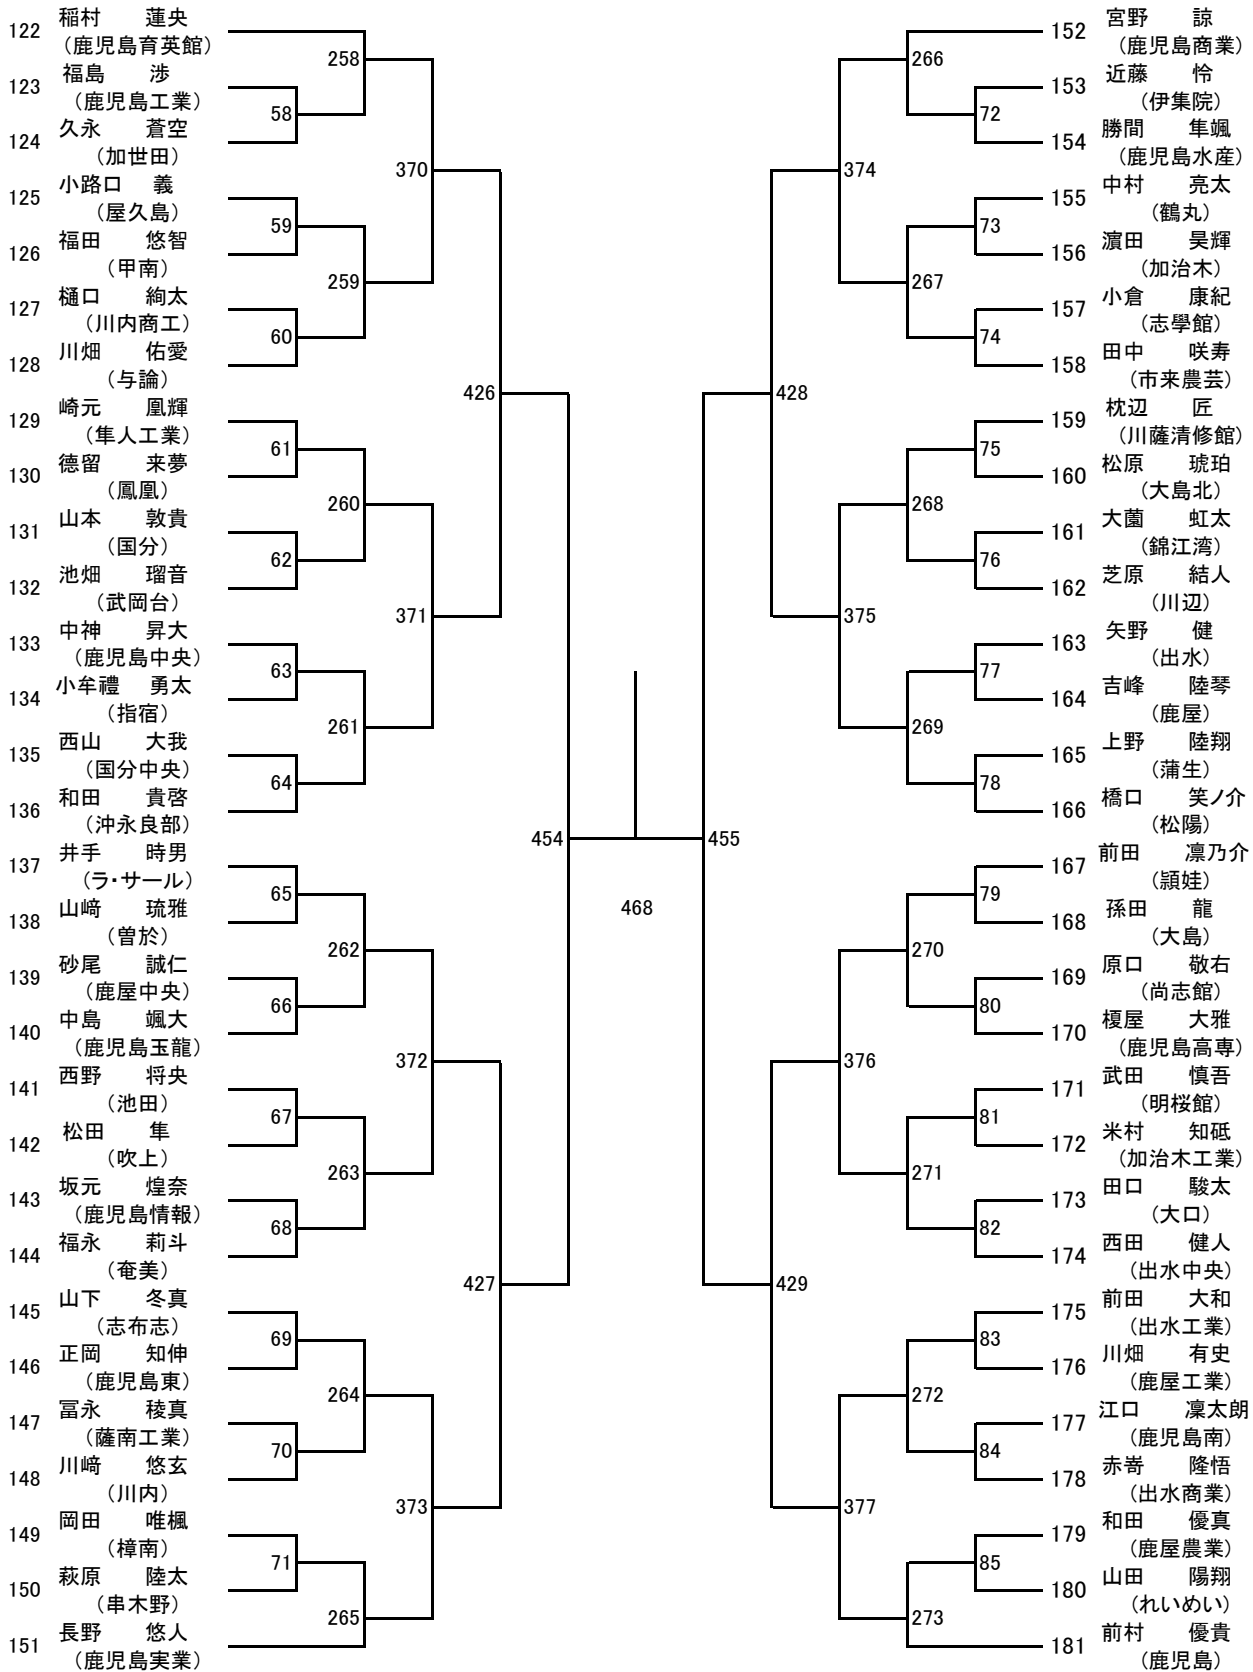 122 稲村 蓮央
(鹿児島育英館)
123 福島 渉
(鹿児島工業)
124 久永 蒼空
(加世田)
125 小路口 義
(屋久島)
126 福田 悠智
(甲南)
127 樋口 絢太
(川内商工)
128 川畑 佑愛
(与論)
129 崎元 凰輝
(隼人工業)
130 德留 来夢
(鳳凰)
131 山本 敦貴
(国分)
132 池畑 瑠音
(武岡台)
133 中神 昇大
(鹿児島中央)
134 小牟禮 勇太
(指宿)
135 西山 大我
(国分中央)
136 和田 貴啓
(沖永良部)
137 井手 時男
(ラ・サール)
138 山﨑 琉雅
(曽於)
139 砂尾 誠仁
(鹿屋中央)
140 中島 颯大
(鹿児島玉龍)
141 西野 将央
(池田)
142 松田 隼
(吹上)
143 坂元 煌奈
(鹿児島情報)
144 福永 莉斗
(奄美)
145 山下 冬真
(志布志)
146 正岡 知伸
(鹿児島東)
147 冨永 稜真
(薩南工業)
148 川﨑 悠玄
(川内)
149 岡田 唯楓
(樟南)
150 萩原 陸太
(串木野)
151 長野 悠人
(鹿児島実業)
58
59
60
61
62
63
64
65
66
67
68
69
70
71
258
259
260
261
262
263
264
265
370
371
372
373
426
427
454
468
455
428
429
374
375
376
377
266
267
268
269
270
271
272
273
72
73
74
75
76
77
78
79
80
81
82
83
84
85
152 宮野 諒
(鹿児島商業)
153 近藤 怜
(伊集院)
154 勝間 隼颯
(鹿児島水産)
155 中村 亮太
(鶴丸)
156 濵田 昊輝
(加治木)
157 小倉 康紀
(志學館)
158 田中 咲寿
(市来農芸)
159 枕辺 匠
(川薩清修館)
160 松原 琥珀
(大島北)
161 大薗 虹太
(錦江湾)
162 芝原 結人
(川辺)
163 矢野 健
(出水)
164 吉峰 陸琴
(鹿屋)
165 上野 陸翔
(蒲生)
166 橋口 笑ノ介
(松陽)
167 前田 凛乃介
(頴娃)
168 孫田 龍
(大島)
169 原口 敬右
(尚志館)
170 榎屋 大雅
(鹿児島高専)
171 武田 慎吾
(明桜館)
172 米村 知砥
(加治木工業)
173 田口 駿太
(大口)
174 西田 健人
(出水中央)
175 前田 大和
(出水工業)
176 川畑 有史
(鹿屋工業)
177 江口 凜太朗
(鹿児島南)
178 赤嵜 隆悟
(出水商業)
179 和田 優真
(鹿屋農業)
180 山田 陽翔
(れいめい)
181 前村 優貴
(鹿児島)